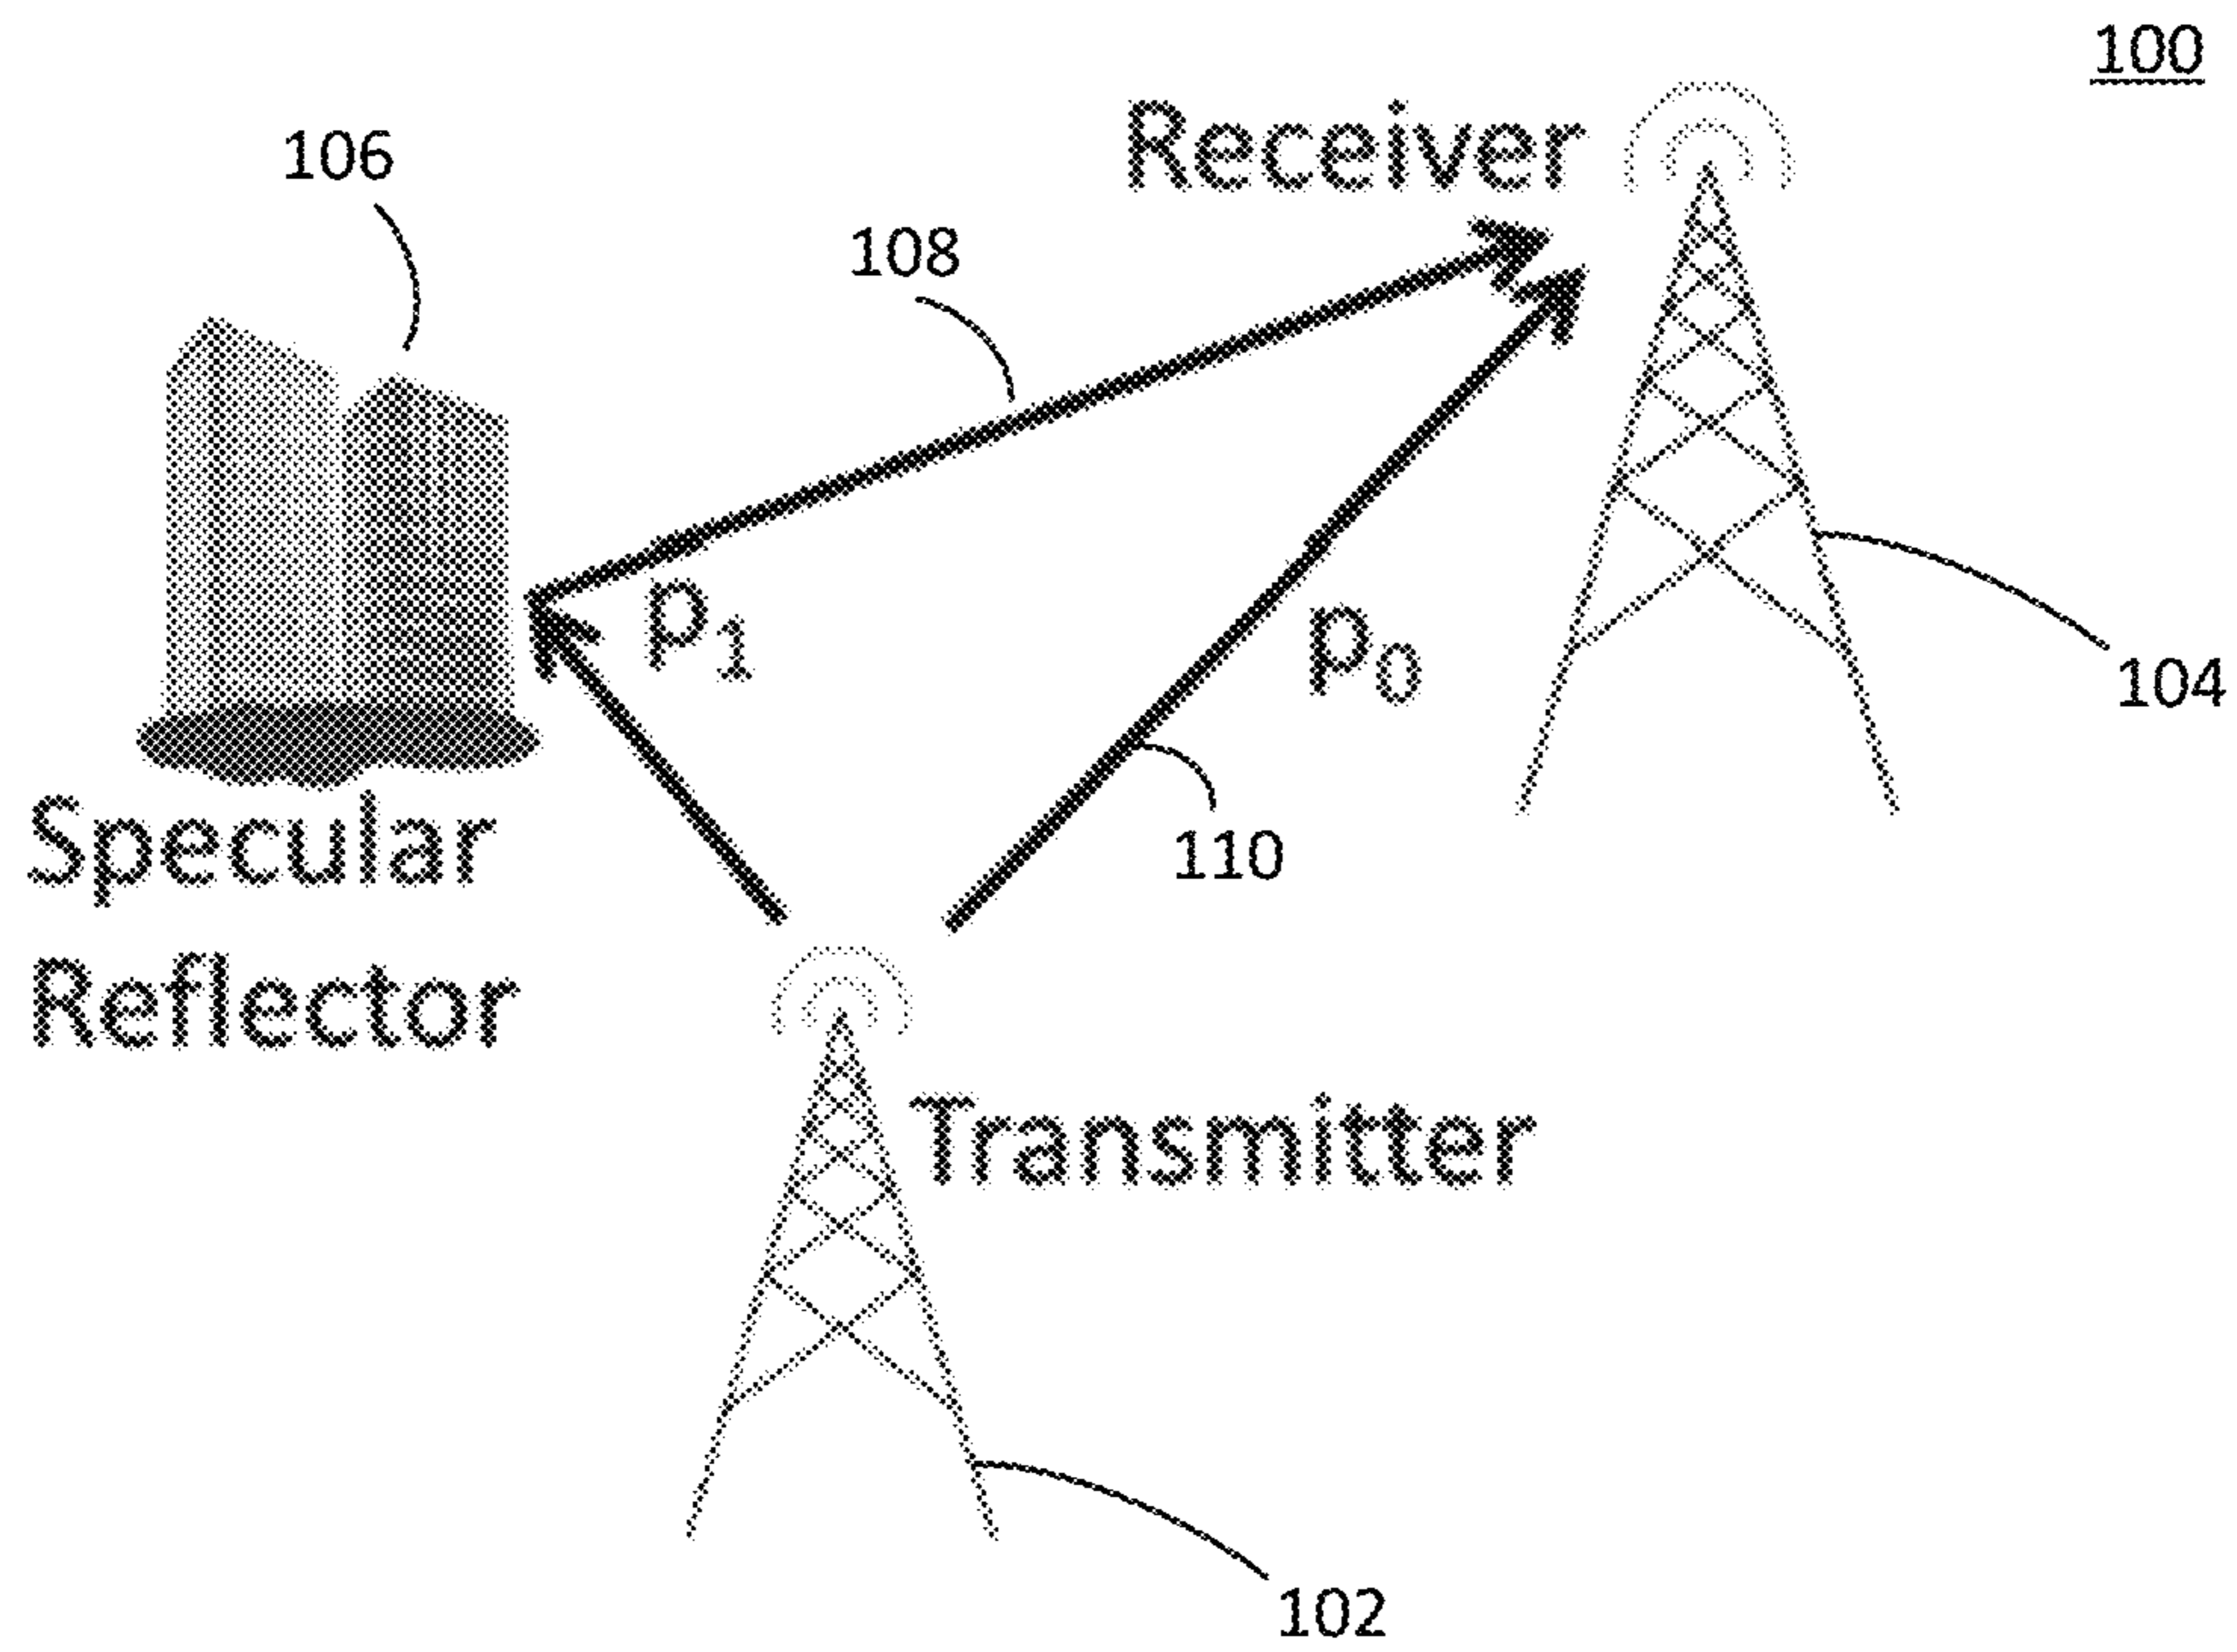 100
106
Receiver
108
p1
p0
104
Specular
Reflector
110
Transmitter
102